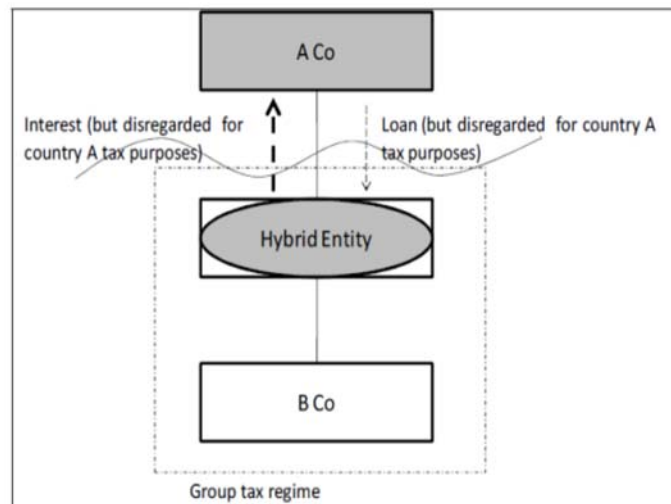 A Co
Interest (but disregarded for
country A tax purposes)
Loan (but disregarded for country A
tax purposes)
Hybrid Entity
B Co
Group tax regime